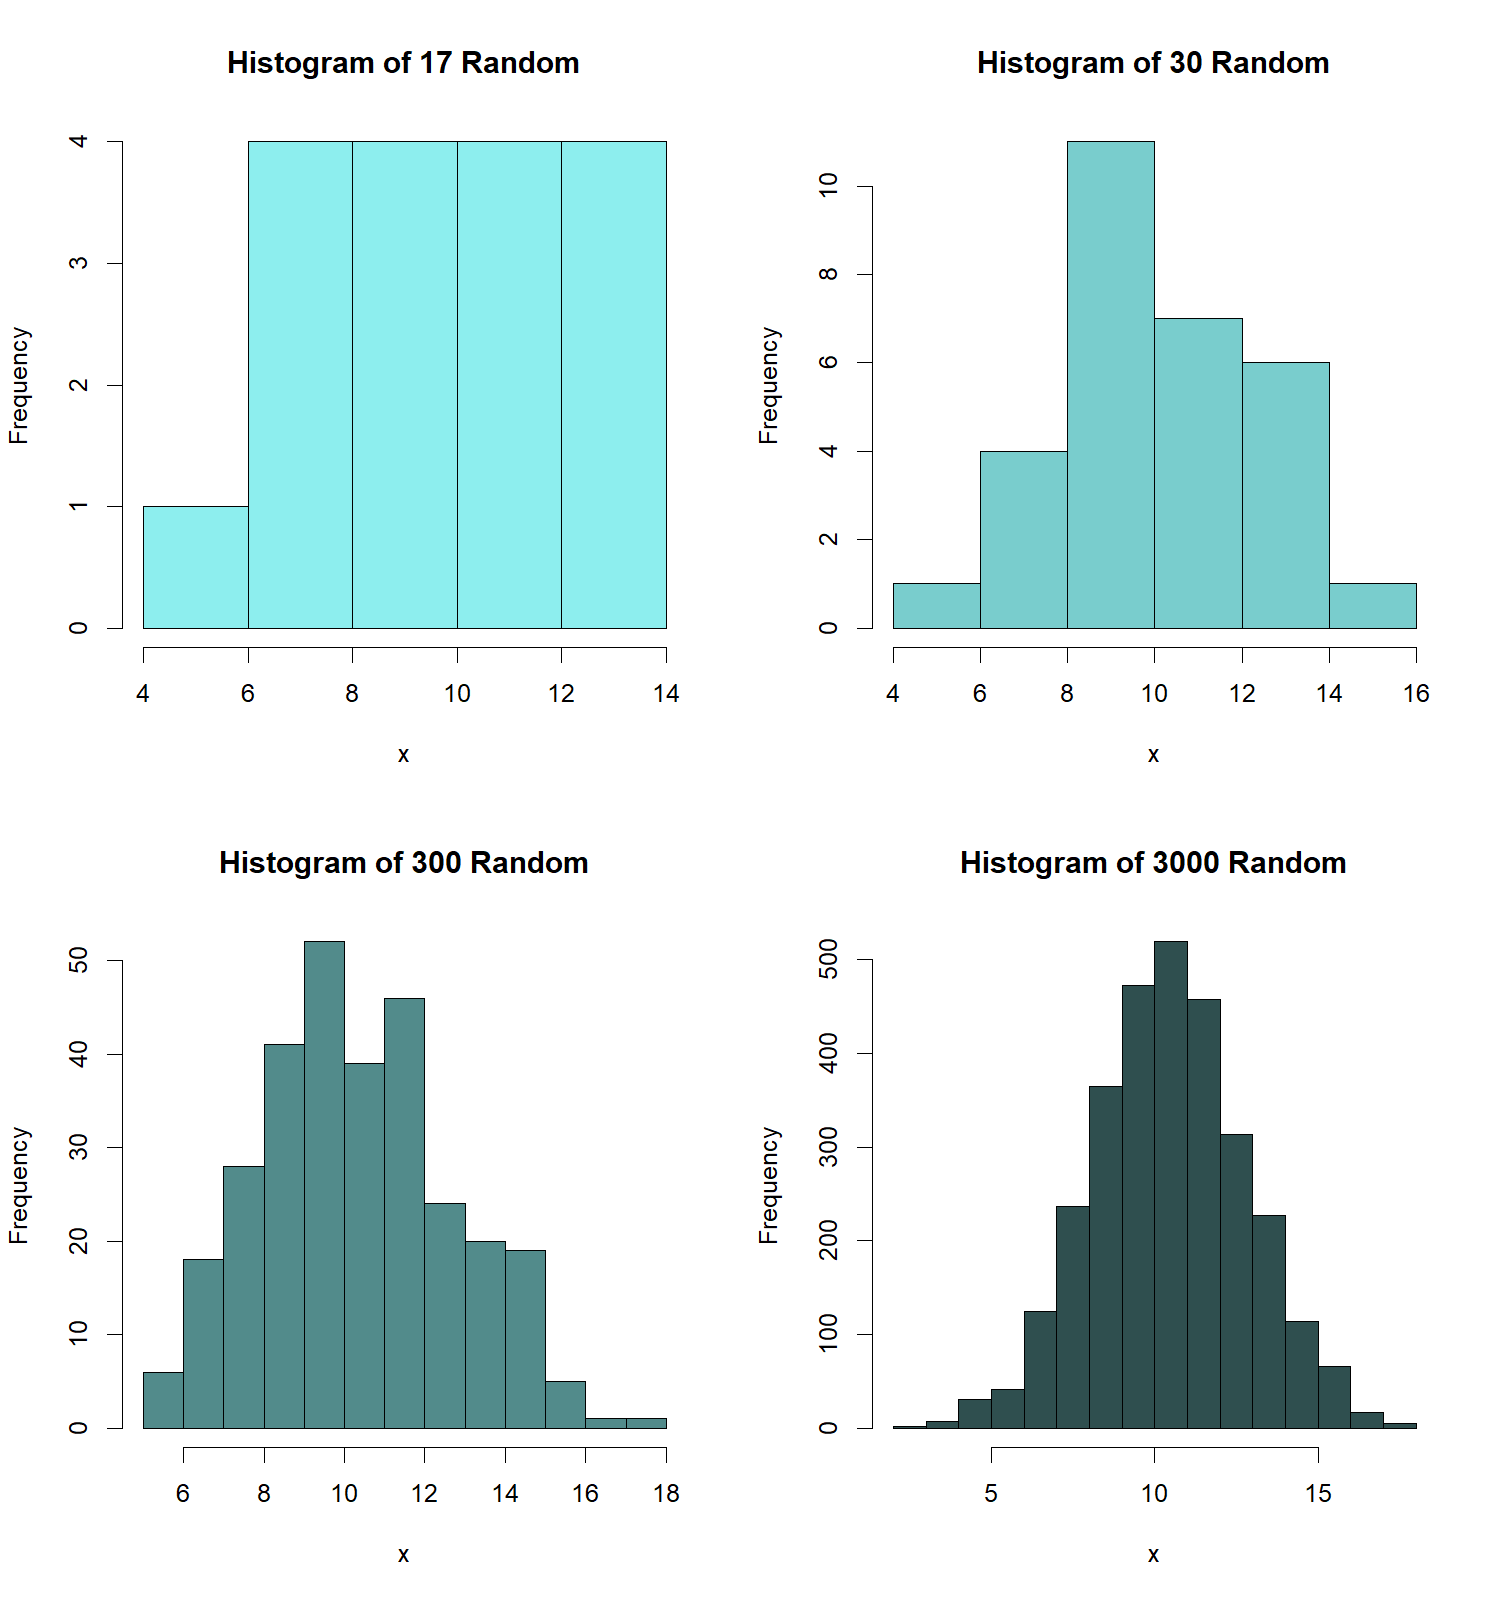 Histogram of 17 Random
Frequency
4
3
2
1
0
4 6 8 10 12 14
x
Histogram of 30 Random
Frequency
10
8
6
4
2
0
4 6 8 10 12 14 16
x
Histogram of 300 Random
Frequency
50
40
30
20
10
0
6 8 10 12 14 16 18
x
Histogram of 3000 Random
Frequency
500
400
300
200
100
0
5 10 15
x